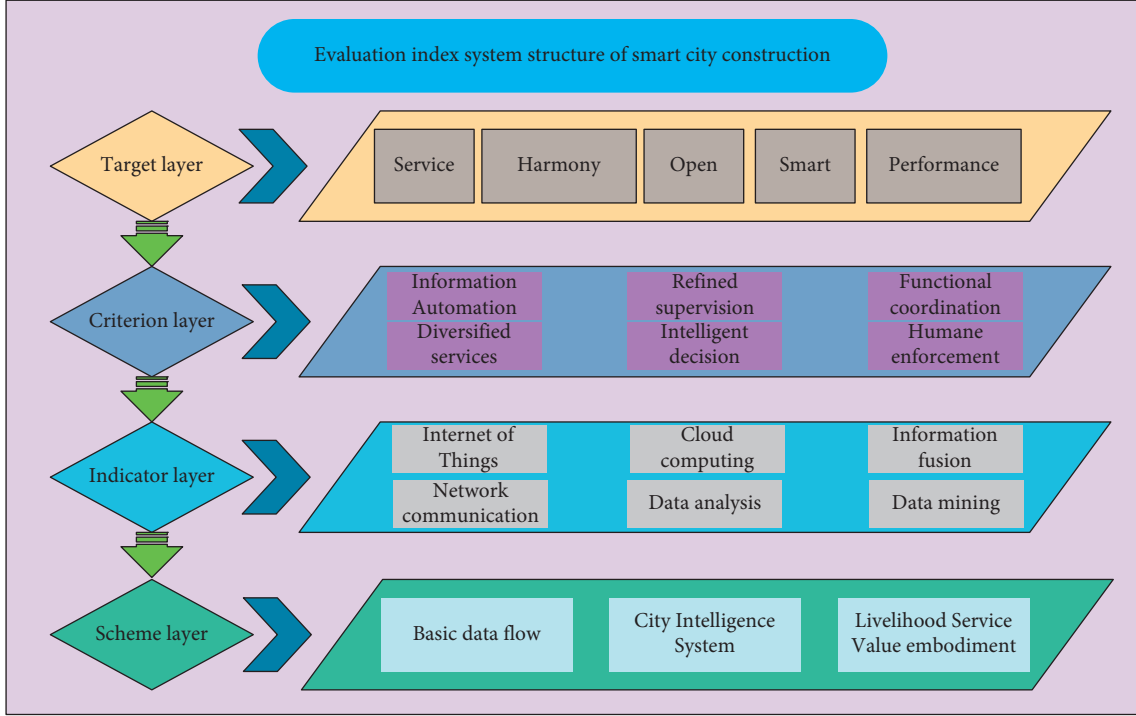 Evaluation index system structure of smart city construction
Target layer
Service
Harmony
Open
Smart
Performance
Criterion layer
Information
Automation
Refined
supervision
Functional
coordination
Diversified
services
Intelligent
decision
Humane
enforcement
Indicator layer
Internet of
Things
Cloud
computing
Information
fusion
Network
communication
Data analysis
Data mining
Scheme layer
Basic data flow
City Intelligence
System
Livelihood Service
Value embodiment